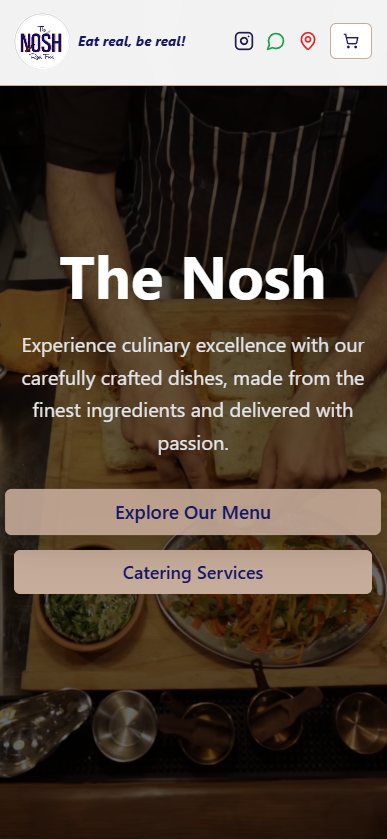 The
NOSH
Eat real, be real!
The Nosh
Experience culinary excellence with our
carefully crafted dishes, made from the
finest ingredients and delivered with
passion.
Explore Our Menu
Catering Services